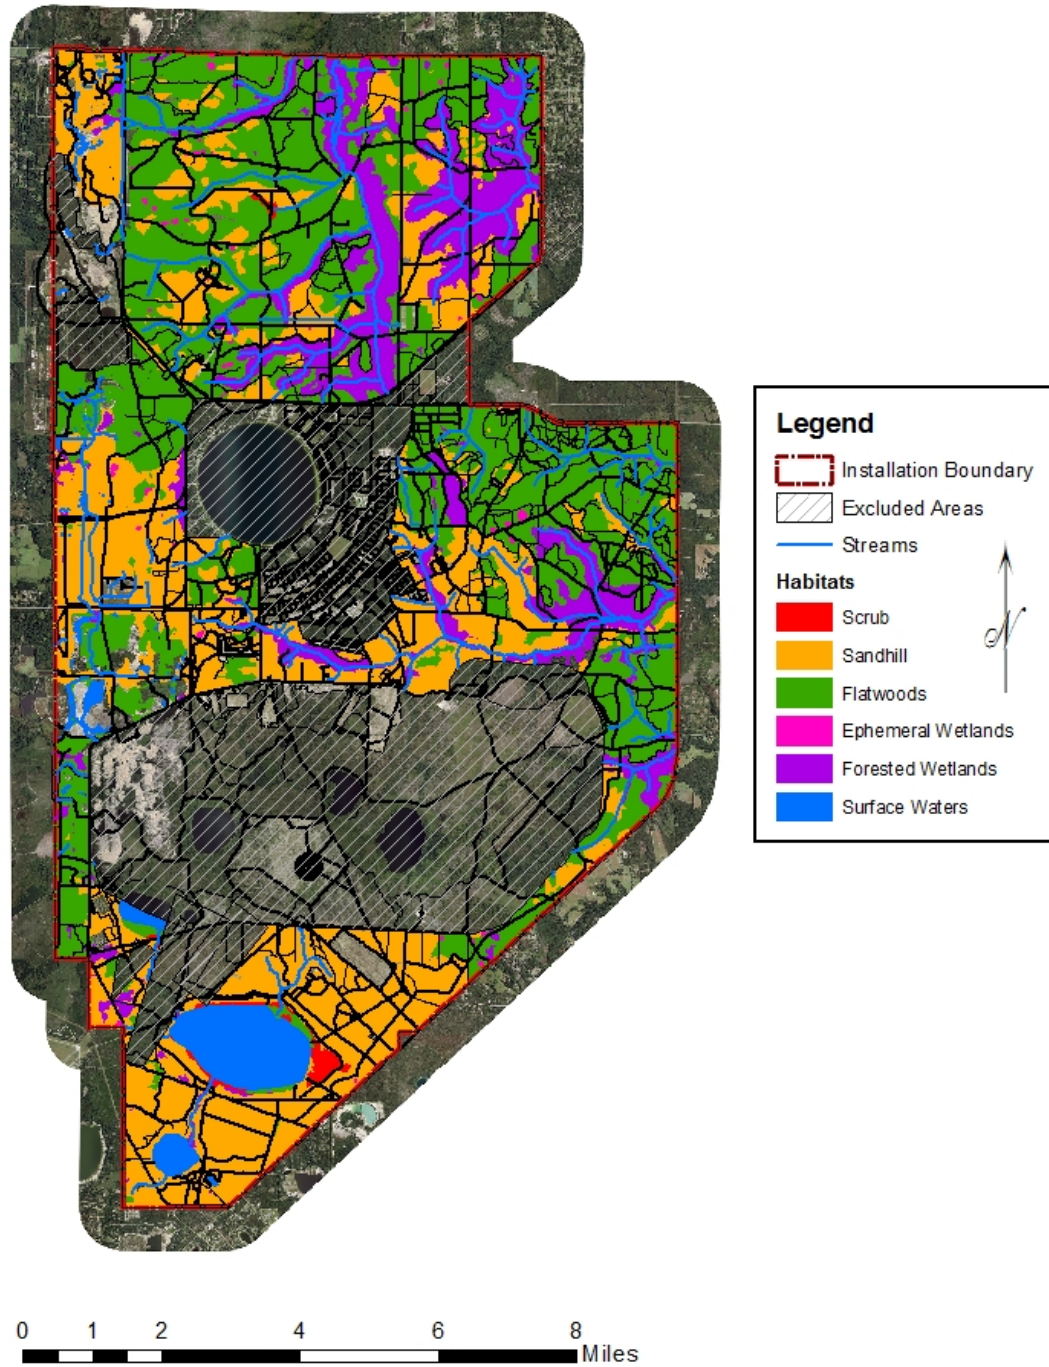 Legend
Installation Boundary
Excluded Areas
Streams
Habitats
Scrub
Sandhill
Flatwoods
Ephemeral Wetlands
Forested Wetlands
Surface Waters
N
0 1 2 4 6 8
Miles